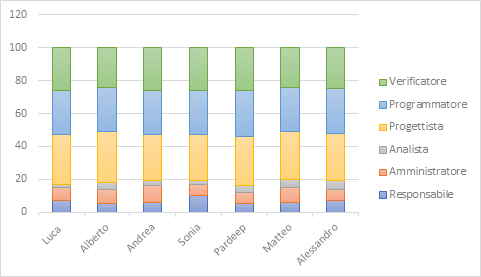 120
100
80
60
40
20
0
Luca
Alberto
Andrea
Sonia
Pardeep
Matteo
Alessandro
Verificatore
Programmatore
Progettista
Analista
Amministratore
Responsabile